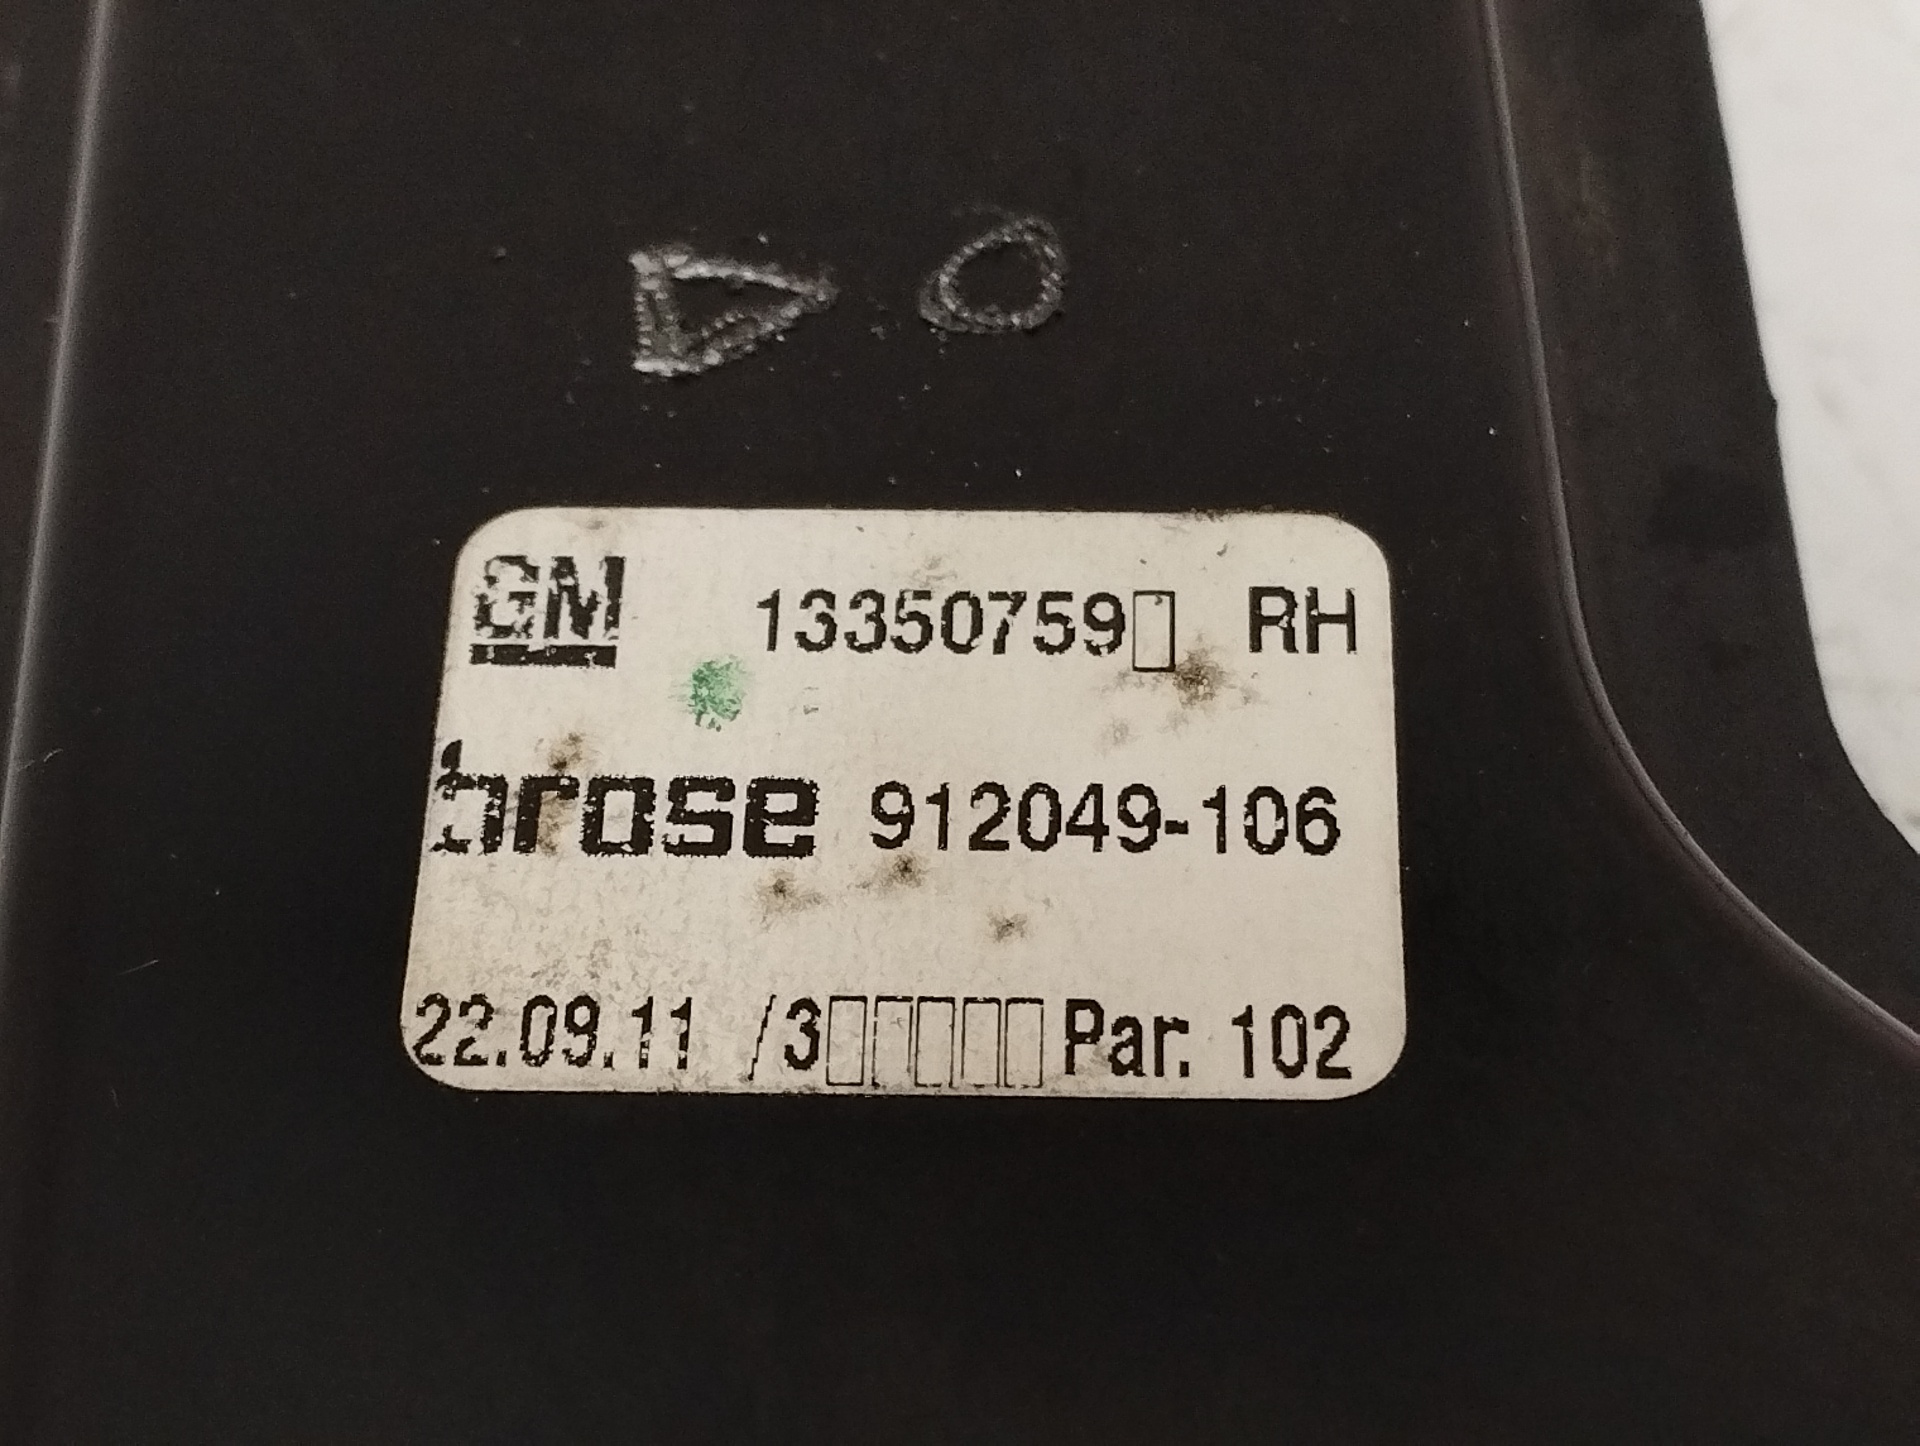 GM 13350759▯ RH
brose 912049-106
22.09.11 /3▯▯▯▯▯ Par. 102